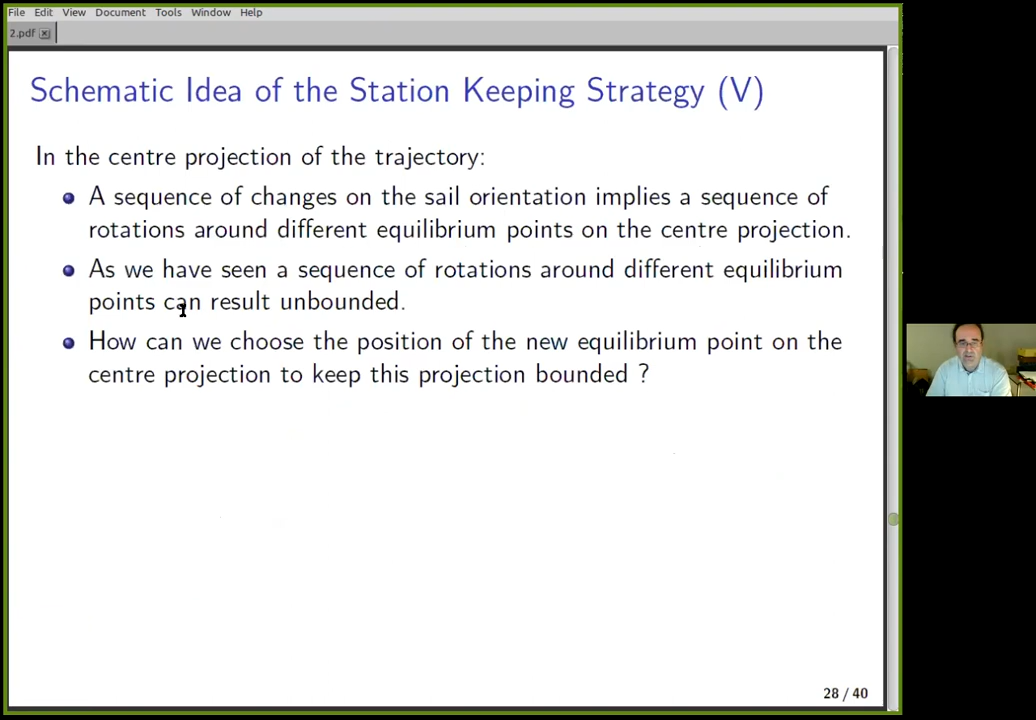 File Edit View Document Tools Window Help
2.pdf
Schematic Idea of the Station Keeping Strategy (V)
In the centre projection of the trajectory:
A sequence of changes on the sail orientation implies a sequence of
rotations around different equilibrium points on the centre projection.
As we have seen a sequence of rotations around different equilibrium
points can result unbounded.
How can we choose the position of the new equilibrium point on the
centre projection to keep this projection bounded ?
28 / 40